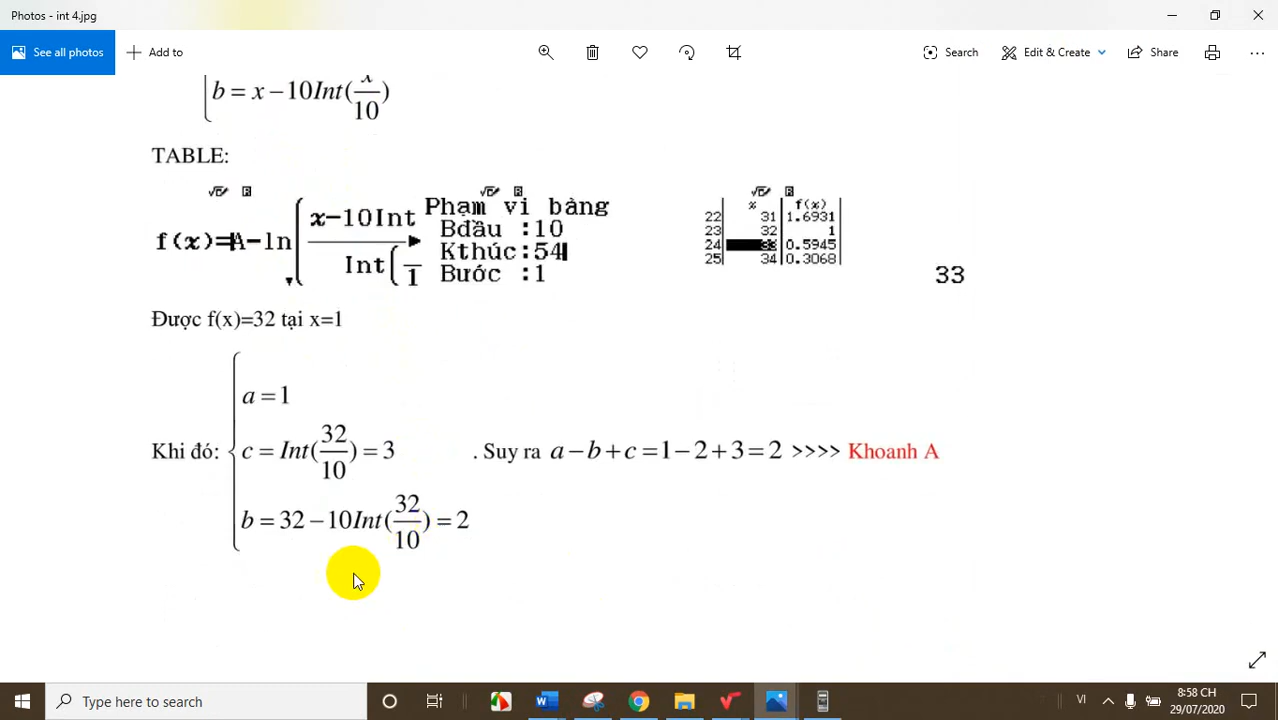 Photos - int 4.jpg
See all photos
Add to
Search
Edit & Create
Share
b = x - 10Int(x/10)
TABLE:
f(x)=A-ln( x-10Int
Int( 1
Phạm vi bảng
Bđầu :10
Kthúc:54
Bước :1
x f(x)
22 31 1.6931
23 32 1
24 33 0.5945
25 34 0.3068
33
Được f(x)=32 tại x=1
a = 1
Khi đó: c = Int(32/10) = 3 . Suy ra a - b + c = 1 - 2 + 3 = 2 >>>> Khoanh A
b = 32 - 10Int(32/10) = 2
Type here to search
VI
8:58 CH
29/07/2020